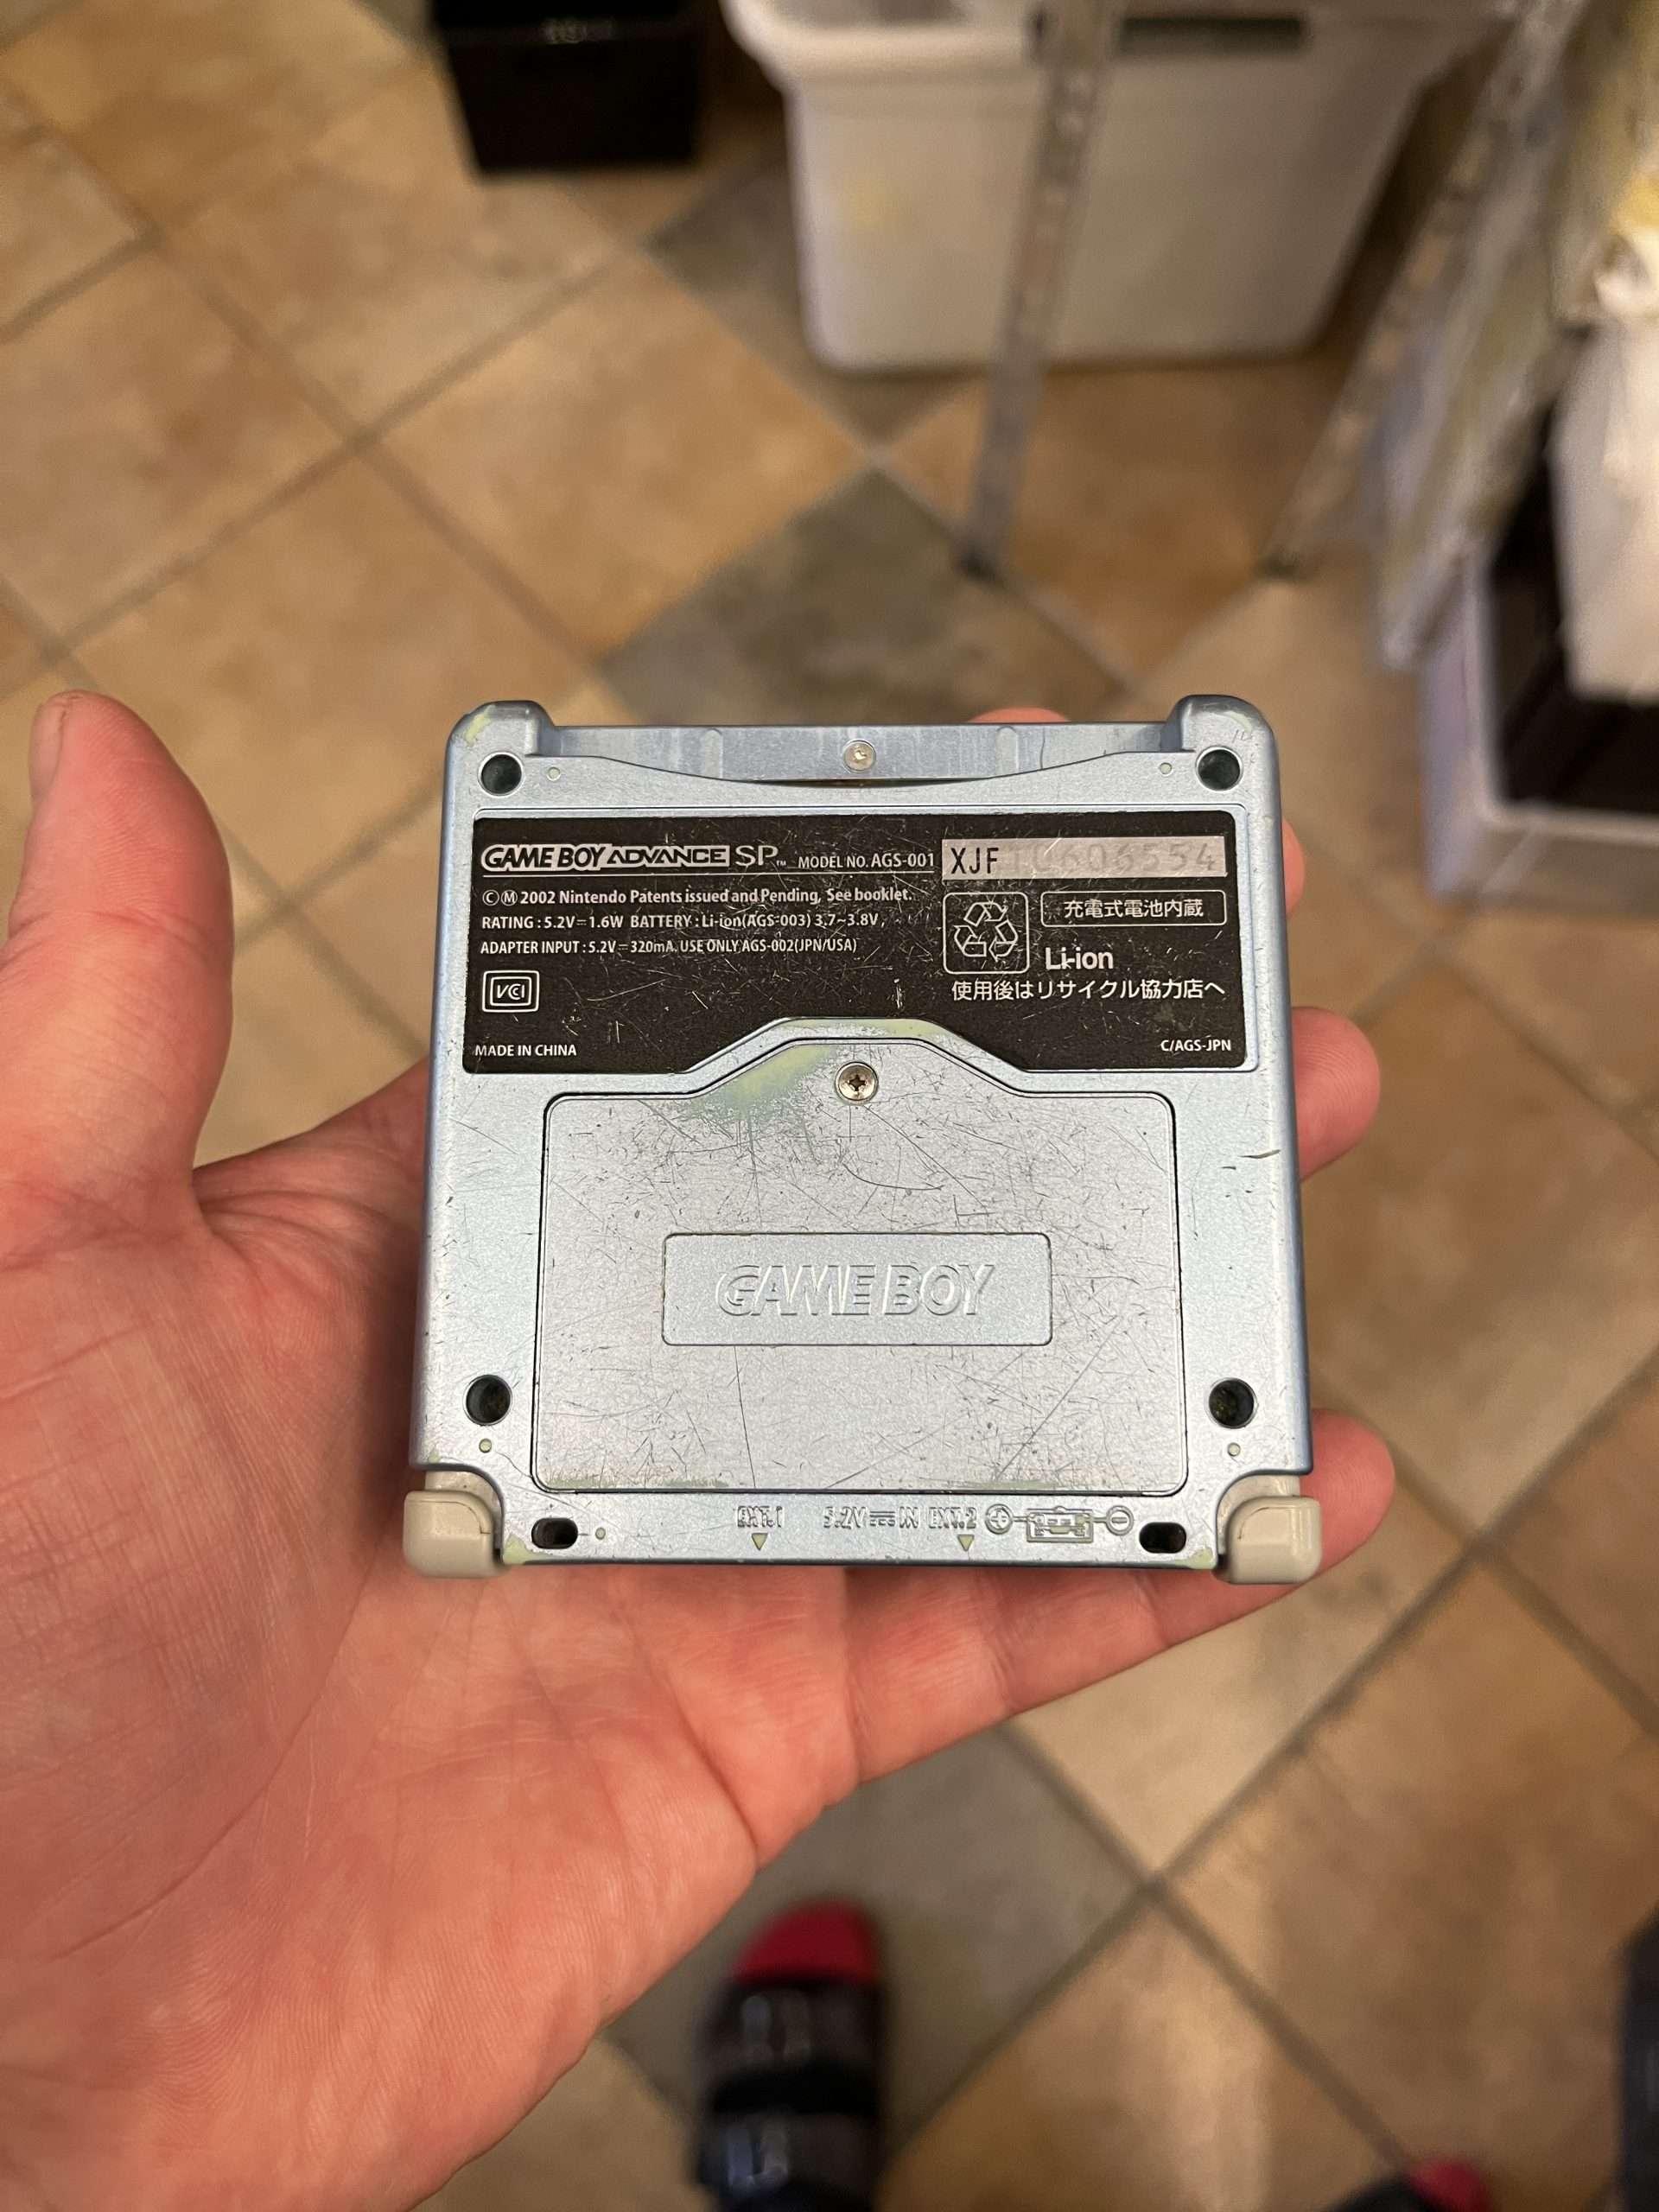 GAME BOY ADVANCE SP™ MODEL NO. AGS-001
XJF10606554
ⒸⓂ 2002 Nintendo Patents issued and Pending, See booklet.
RATING : 5.2V⎓1.6W BATTERY : Li-ion(AGS-003) 3.7~3.8V,
ADAPTER INPUT : 5.2V⎓320mA. USE ONLY AGS-002(JPN/USA)
充電式電池内蔵
Li-ion
使用後はリサイクル協力店へ
VCI
MADE IN CHINA
C/AGS-JPN
GAME BOY
EXT.1 5.2V⎓IN EXT.2